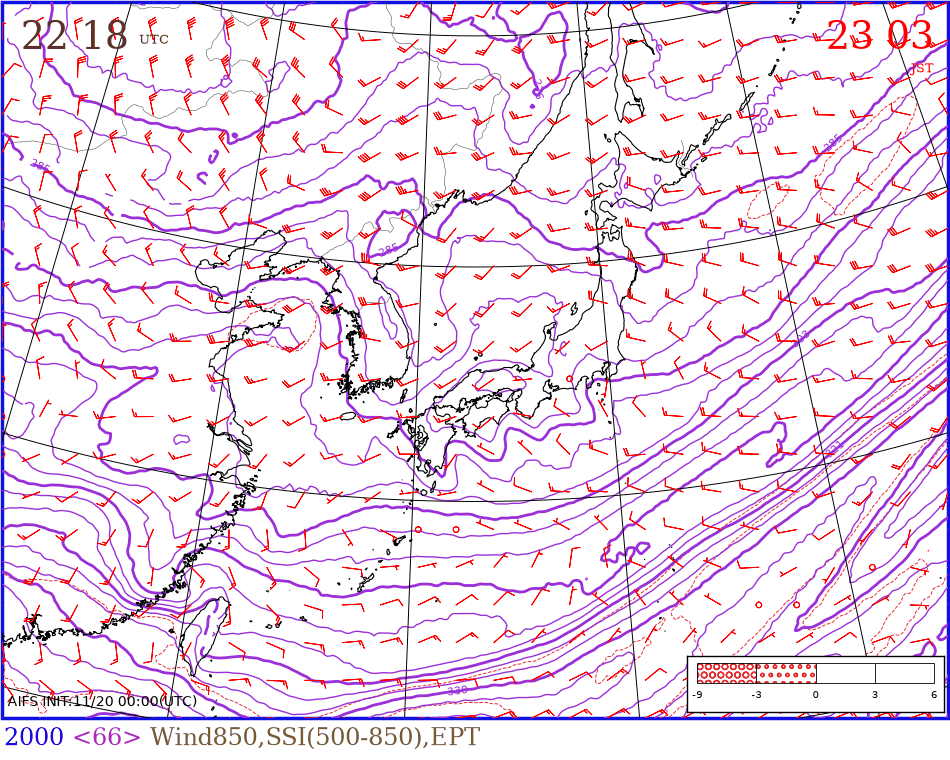 22 18 UTC
23 03
JST
285
285
285
330
-9 -3 0 3 6
AIFS INIT:11/20 00:00(UTC)
2000 <66> Wind850,SSI(500-850),EPT